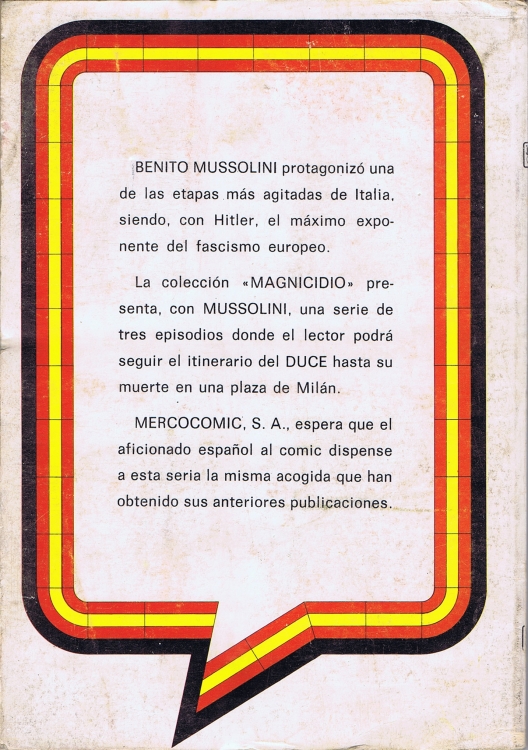 BENITO MUSSOLINI protagonizó una
de las etapas más agitadas de Italia,
siendo, con Hitler, el máximo expo-
nente del fascismo europeo.
La colección «MAGNICIDIO» pre-
senta, con MUSSOLINI, una serie de
tres episodios donde el lector podrá
seguir el itinerario del DUCE hasta su
muerte en una plaza de Milán.
MERCOCOMIC, S. A., espera que el
aficionado español al comic dispense
a esta seria la misma acogida que han
obtenido sus anteriores publicaciones.